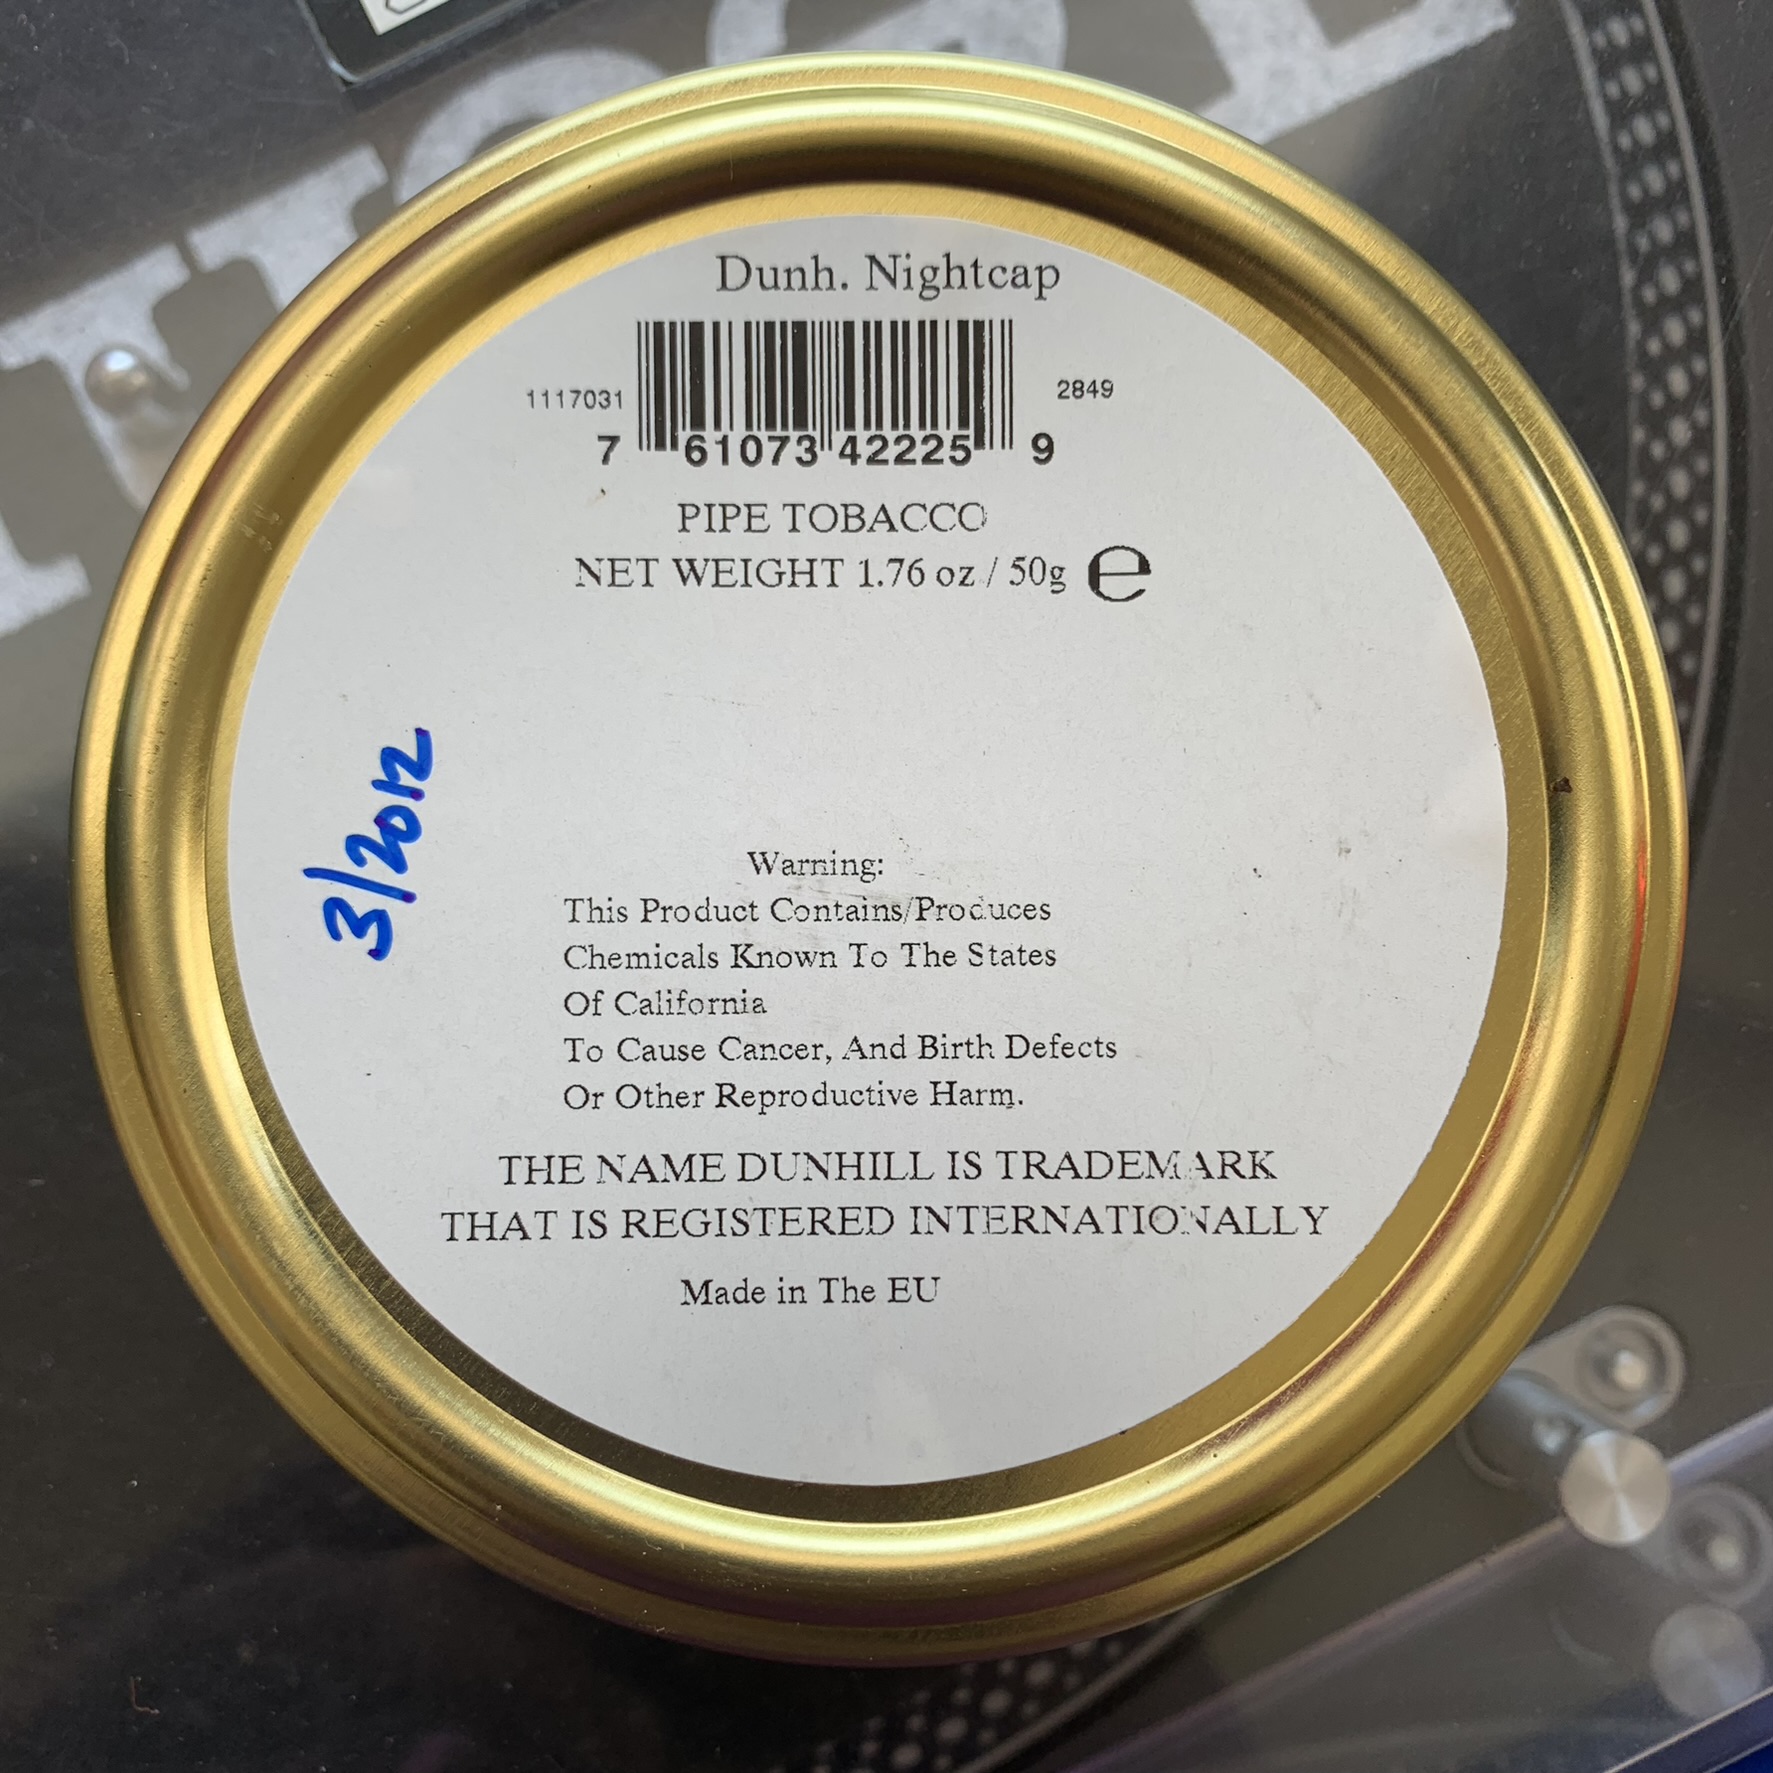 Dunh. Nightcap
1117031
2849
7 61073 42225 9
PIPE TOBACCO
NET WEIGHT 1.76 oz / 50g ℮
3/2012
Warning:
This Product Contains/Produces
Chemicals Known To The States
Of California
To Cause Cancer, And Birth Defects
Or Other Reproductive Harm.
THE NAME DUNHILL IS TRADEMARK
THAT IS REGISTERED INTERNATIONALLY
Made in The EU